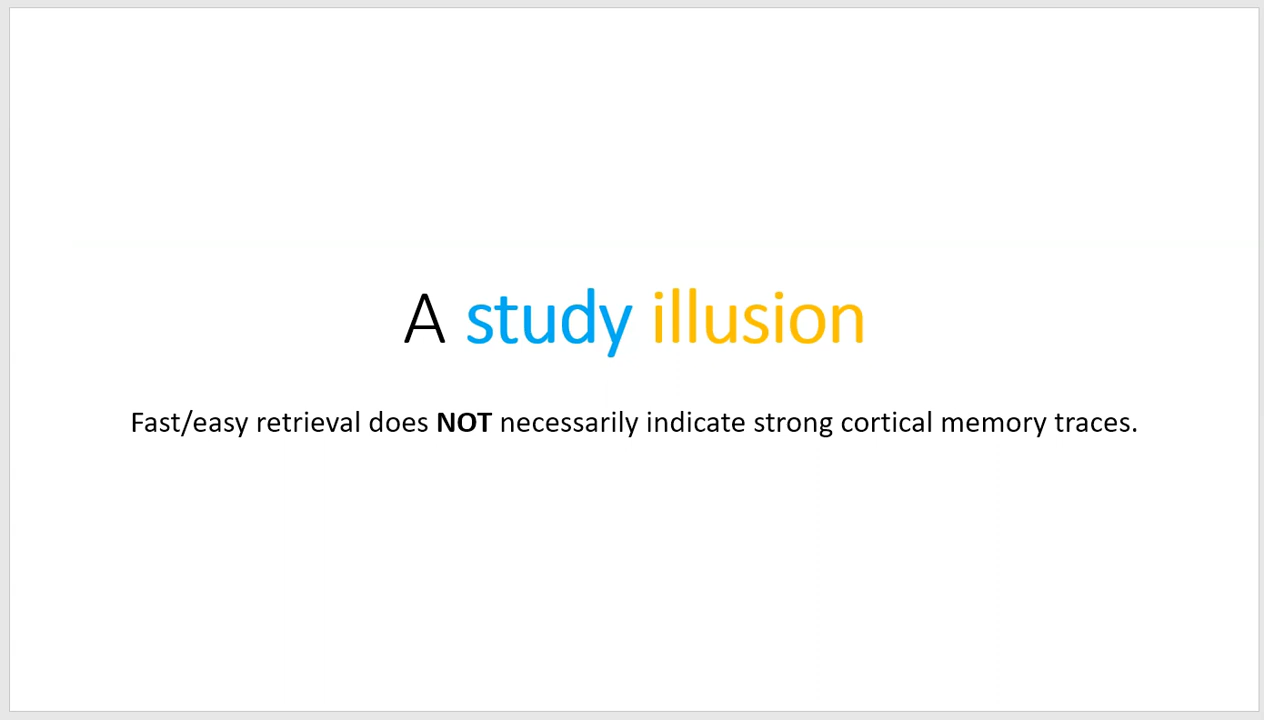 A study illusion
Fast/easy retrieval does NOT necessarily indicate strong cortical memory traces.